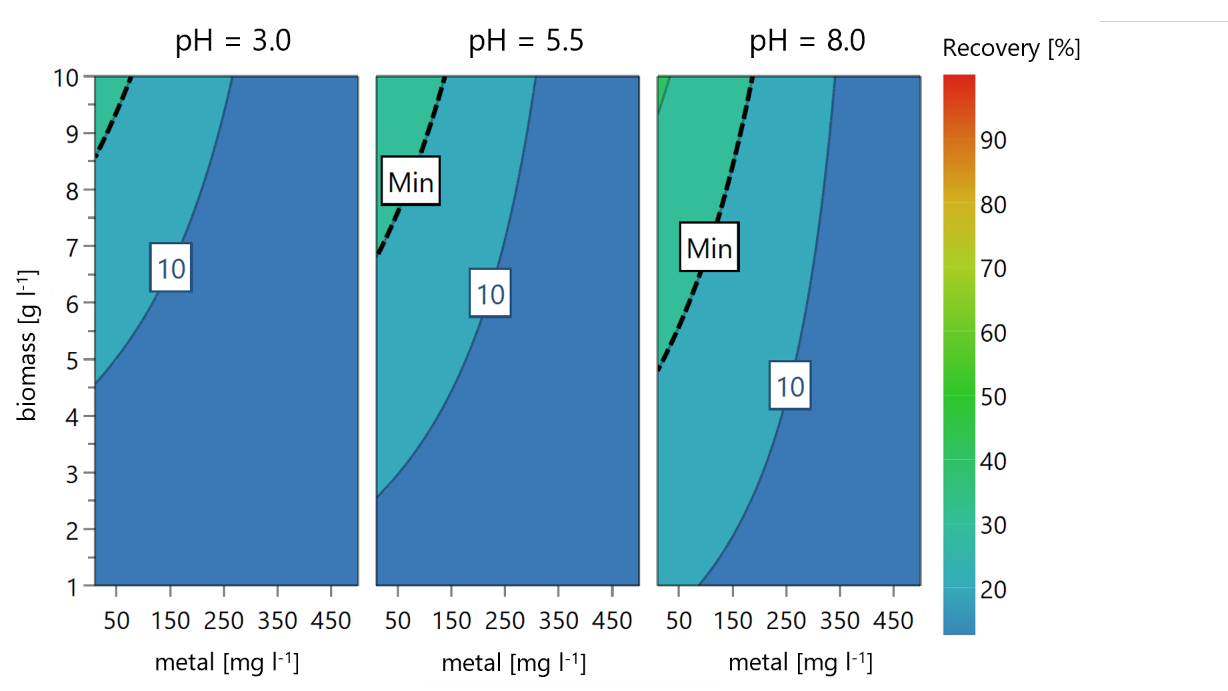 pH = 3.0
pH = 5.5
pH = 8.0
Recovery [%]
10
9
8
7
6
5
4
3
2
1
biomass [g l-1]
10
Min
10
Min
10
90
80
70
60
50
40
30
20
50 150 250 350 450
50 150 250 350 450
50 150 250 350 450
metal [mg l-1]
metal [mg l-1]
metal [mg l-1]